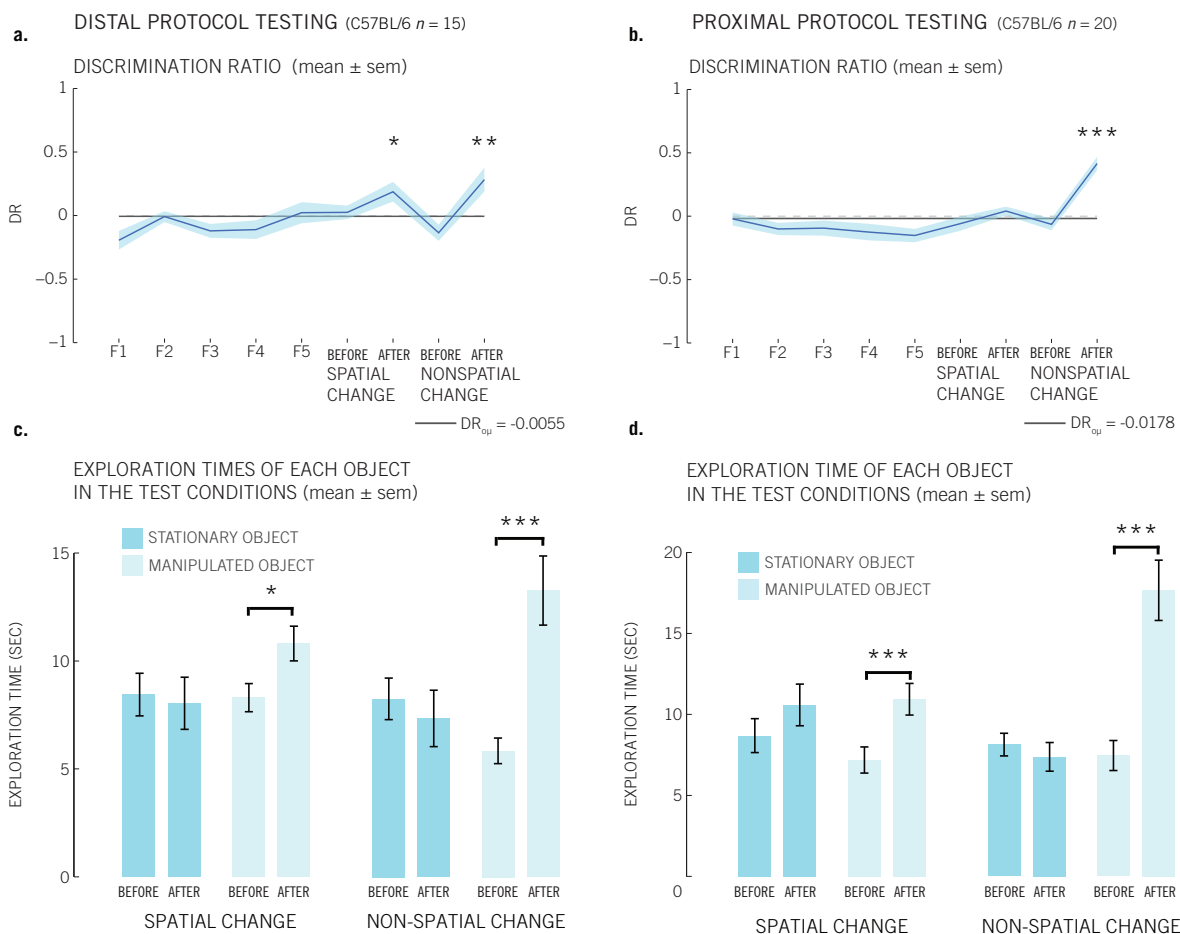 a.
DISTAL PROTOCOL TESTING (C57BL/6 n = 15)
DISCRIMINATION RATIO (mean ± sem)
1
0.5
0
−0.5
−1
DR
*
**
F1 F2 F3 F4 F5 BEFORE AFTER BEFORE AFTER
SPATIAL CHANGE
NONSPATIAL CHANGE
DRoμ = -0.0055
b.
PROXIMAL PROTOCOL TESTING (C57BL/6 n = 20)
DISCRIMINATION RATIO (mean ± sem)
1
0.5
0
−0.5
−1
DR
***
F1 F2 F3 F4 F5 BEFORE AFTER BEFORE AFTER
SPATIAL CHANGE
NONSPATIAL CHANGE
DRoμ = -0.0178
c.
EXPLORATION TIMES OF EACH OBJECT
IN THE TEST CONDITIONS (mean ± sem)
STATIONARY OBJECT
MANIPULATED OBJECT
15
10
5
0
EXPLORATION TIME (SEC)
*
***
BEFORE AFTER BEFORE AFTER BEFORE AFTER BEFORE AFTER
SPATIAL CHANGE NON-SPATIAL CHANGE
d.
EXPLORATION TIME OF EACH OBJECT
IN THE TEST CONDITIONS (mean ± sem)
STATIONARY OBJECT
MANIPULATED OBJECT
20
15
10
5
0
EXPLORATION TIME (SEC)
***
***
BEFORE AFTER BEFORE AFTER BEFORE AFTER BEFORE AFTER
SPATIAL CHANGE NON-SPATIAL CHANGE